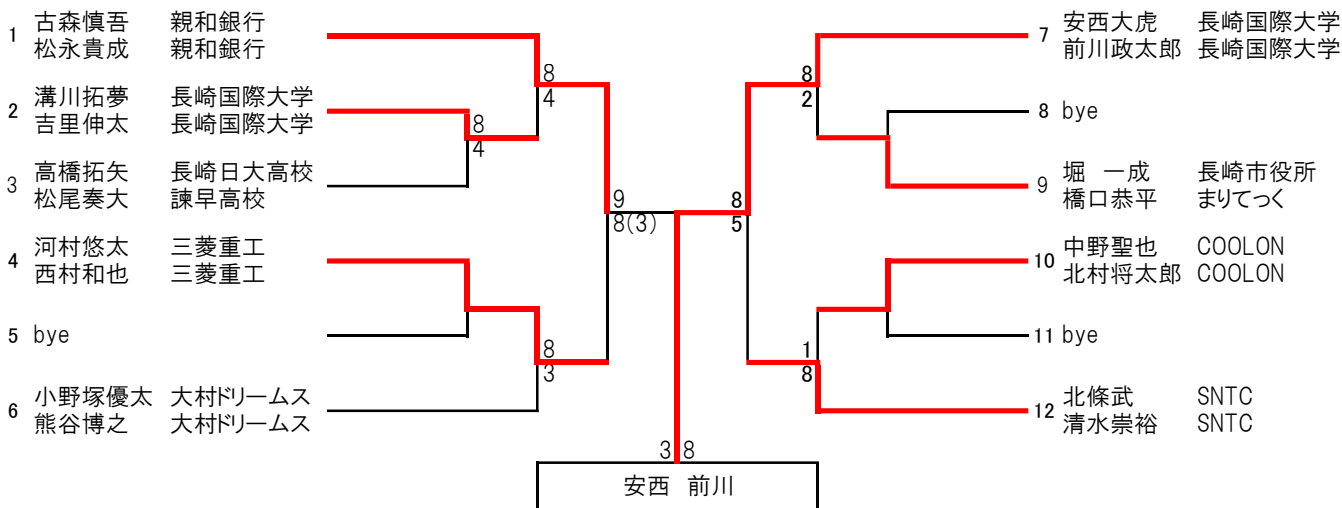 1 古森慎吾 親和銀行
松永貴成 親和銀行
8
4
2 溝川拓夢 長崎国際大学
吉里伸太 長崎国際大学
8
4
3 高橋拓矢 長崎日大高校
松尾奏大 諫早高校
9
8(3)
4 河村悠太 三菱重工
西村和也 三菱重工
5 bye
8
3
6 小野塚優太 大村ドリームス
熊谷博之 大村ドリームス
7 安西大虎 長崎国際大学
前川政太郎 長崎国際大学
8
2
8 bye
9 堀 一成 長崎市役所
橋口恭平 まりてっく
8
5
10 中野聖也 COOLON
北村将太郎 COOLON
11 bye
1
8
12 北條武 SNTC
清水崇裕 SNTC
3 8
安西 前川